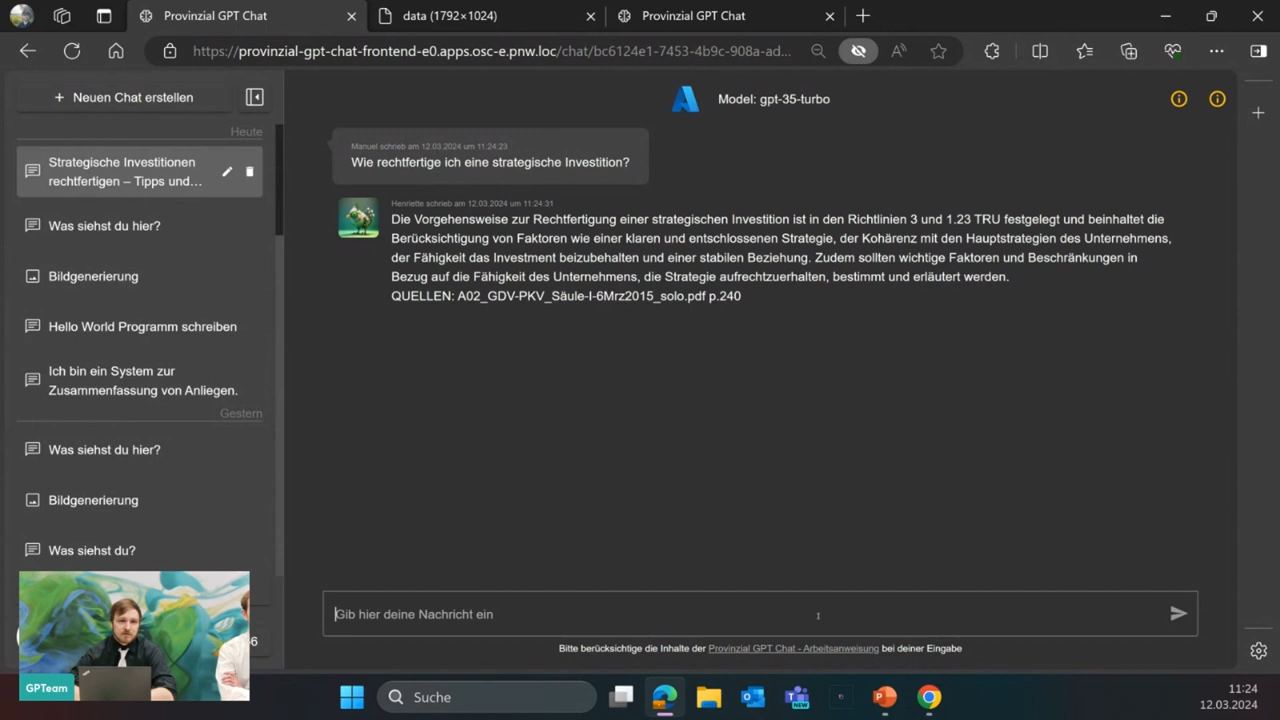 Provinzial GPT Chat
data (1792×1024)
Provinzial GPT Chat
https://provinzial-gpt-chat-frontend-e0.apps.osc-e.pnw.loc/chat/bc6124e1-7453-4b9c-908a-ad...
+ Neuen Chat erstellen
Heute
Strategische Investitionen
rechtfertigen – Tipps und...
Was siehst du hier?
Bildgenerierung
Hello World Programm schreiben
Ich bin ein System zur
Zusammenfassung von Anliegen.
Gestern
Was siehst du hier?
Bildgenerierung
Was siehst du?
6
GPTeam
Model: gpt-35-turbo
Manuel schrieb am 12.03.2024 um 11:24:23
Wie rechtfertige ich eine strategische Investition?
Henriette schrieb am 12.03.2024 um 11:24:31
Die Vorgehensweise zur Rechtfertigung einer strategischen Investition ist in den Richtlinien 3 und 1.23 TRU festgelegt und beinhaltet die
Berücksichtigung von Faktoren wie einer klaren und entschlossenen Strategie, der Kohärenz mit den Hauptstrategien des Unternehmens,
der Fähigkeit das Investment beizubehalten und einer stabilen Beziehung. Zudem sollten wichtige Faktoren und Beschränkungen in
Bezug auf die Fähigkeit des Unternehmens, die Strategie aufrechtzuerhalten, bestimmt und erläutert werden.
QUELLEN: A02_GDV-PKV_Säule-I-6Mrz2015_solo.pdf p.240
Gib hier deine Nachricht ein
Bitte berücksichtige die Inhalte der Provinzial GPT Chat - Arbeitsanweisung bei deiner Eingabe
Suche
NEW
11:24
12.03.2024